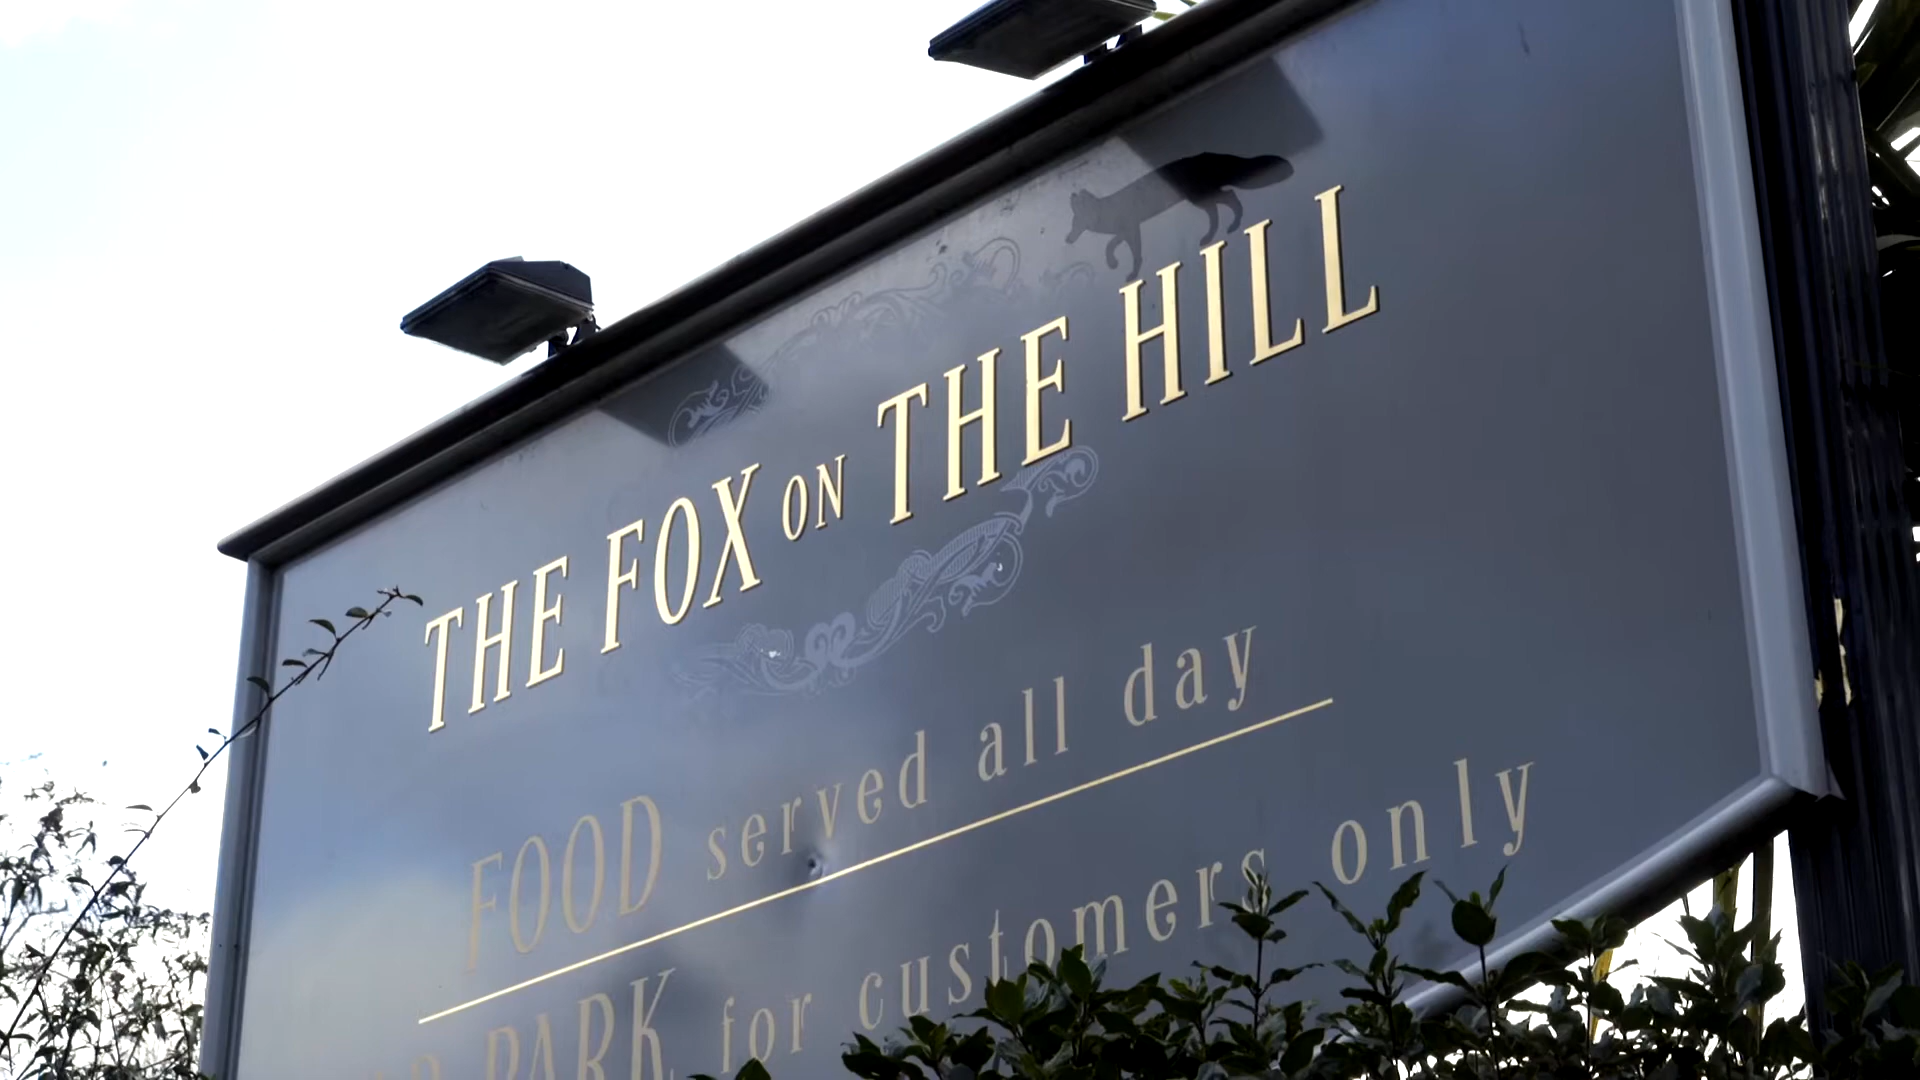 THE FOX ON THE HILL
FOOD served all day
PARK for customers only